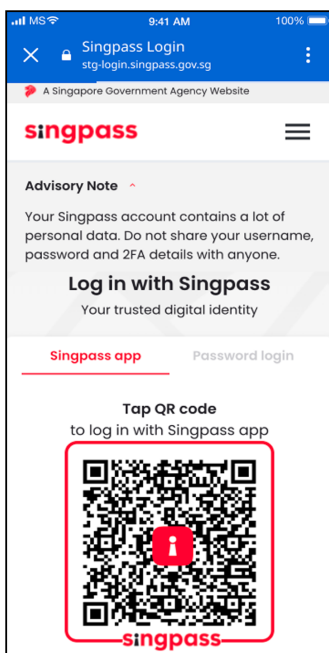 MS 9:41 AM 100%
Singpass Login
stg-login.singpass.gov.sg
A Singapore Government Agency Website
singpass
Advisory Note
Your Singpass account contains a lot of
personal data. Do not share your username,
password and 2FA details with anyone.
Log in with Singpass
Your trusted digital identity
Singpass app Password login
Tap QR code
to log in with Singpass app
singpass